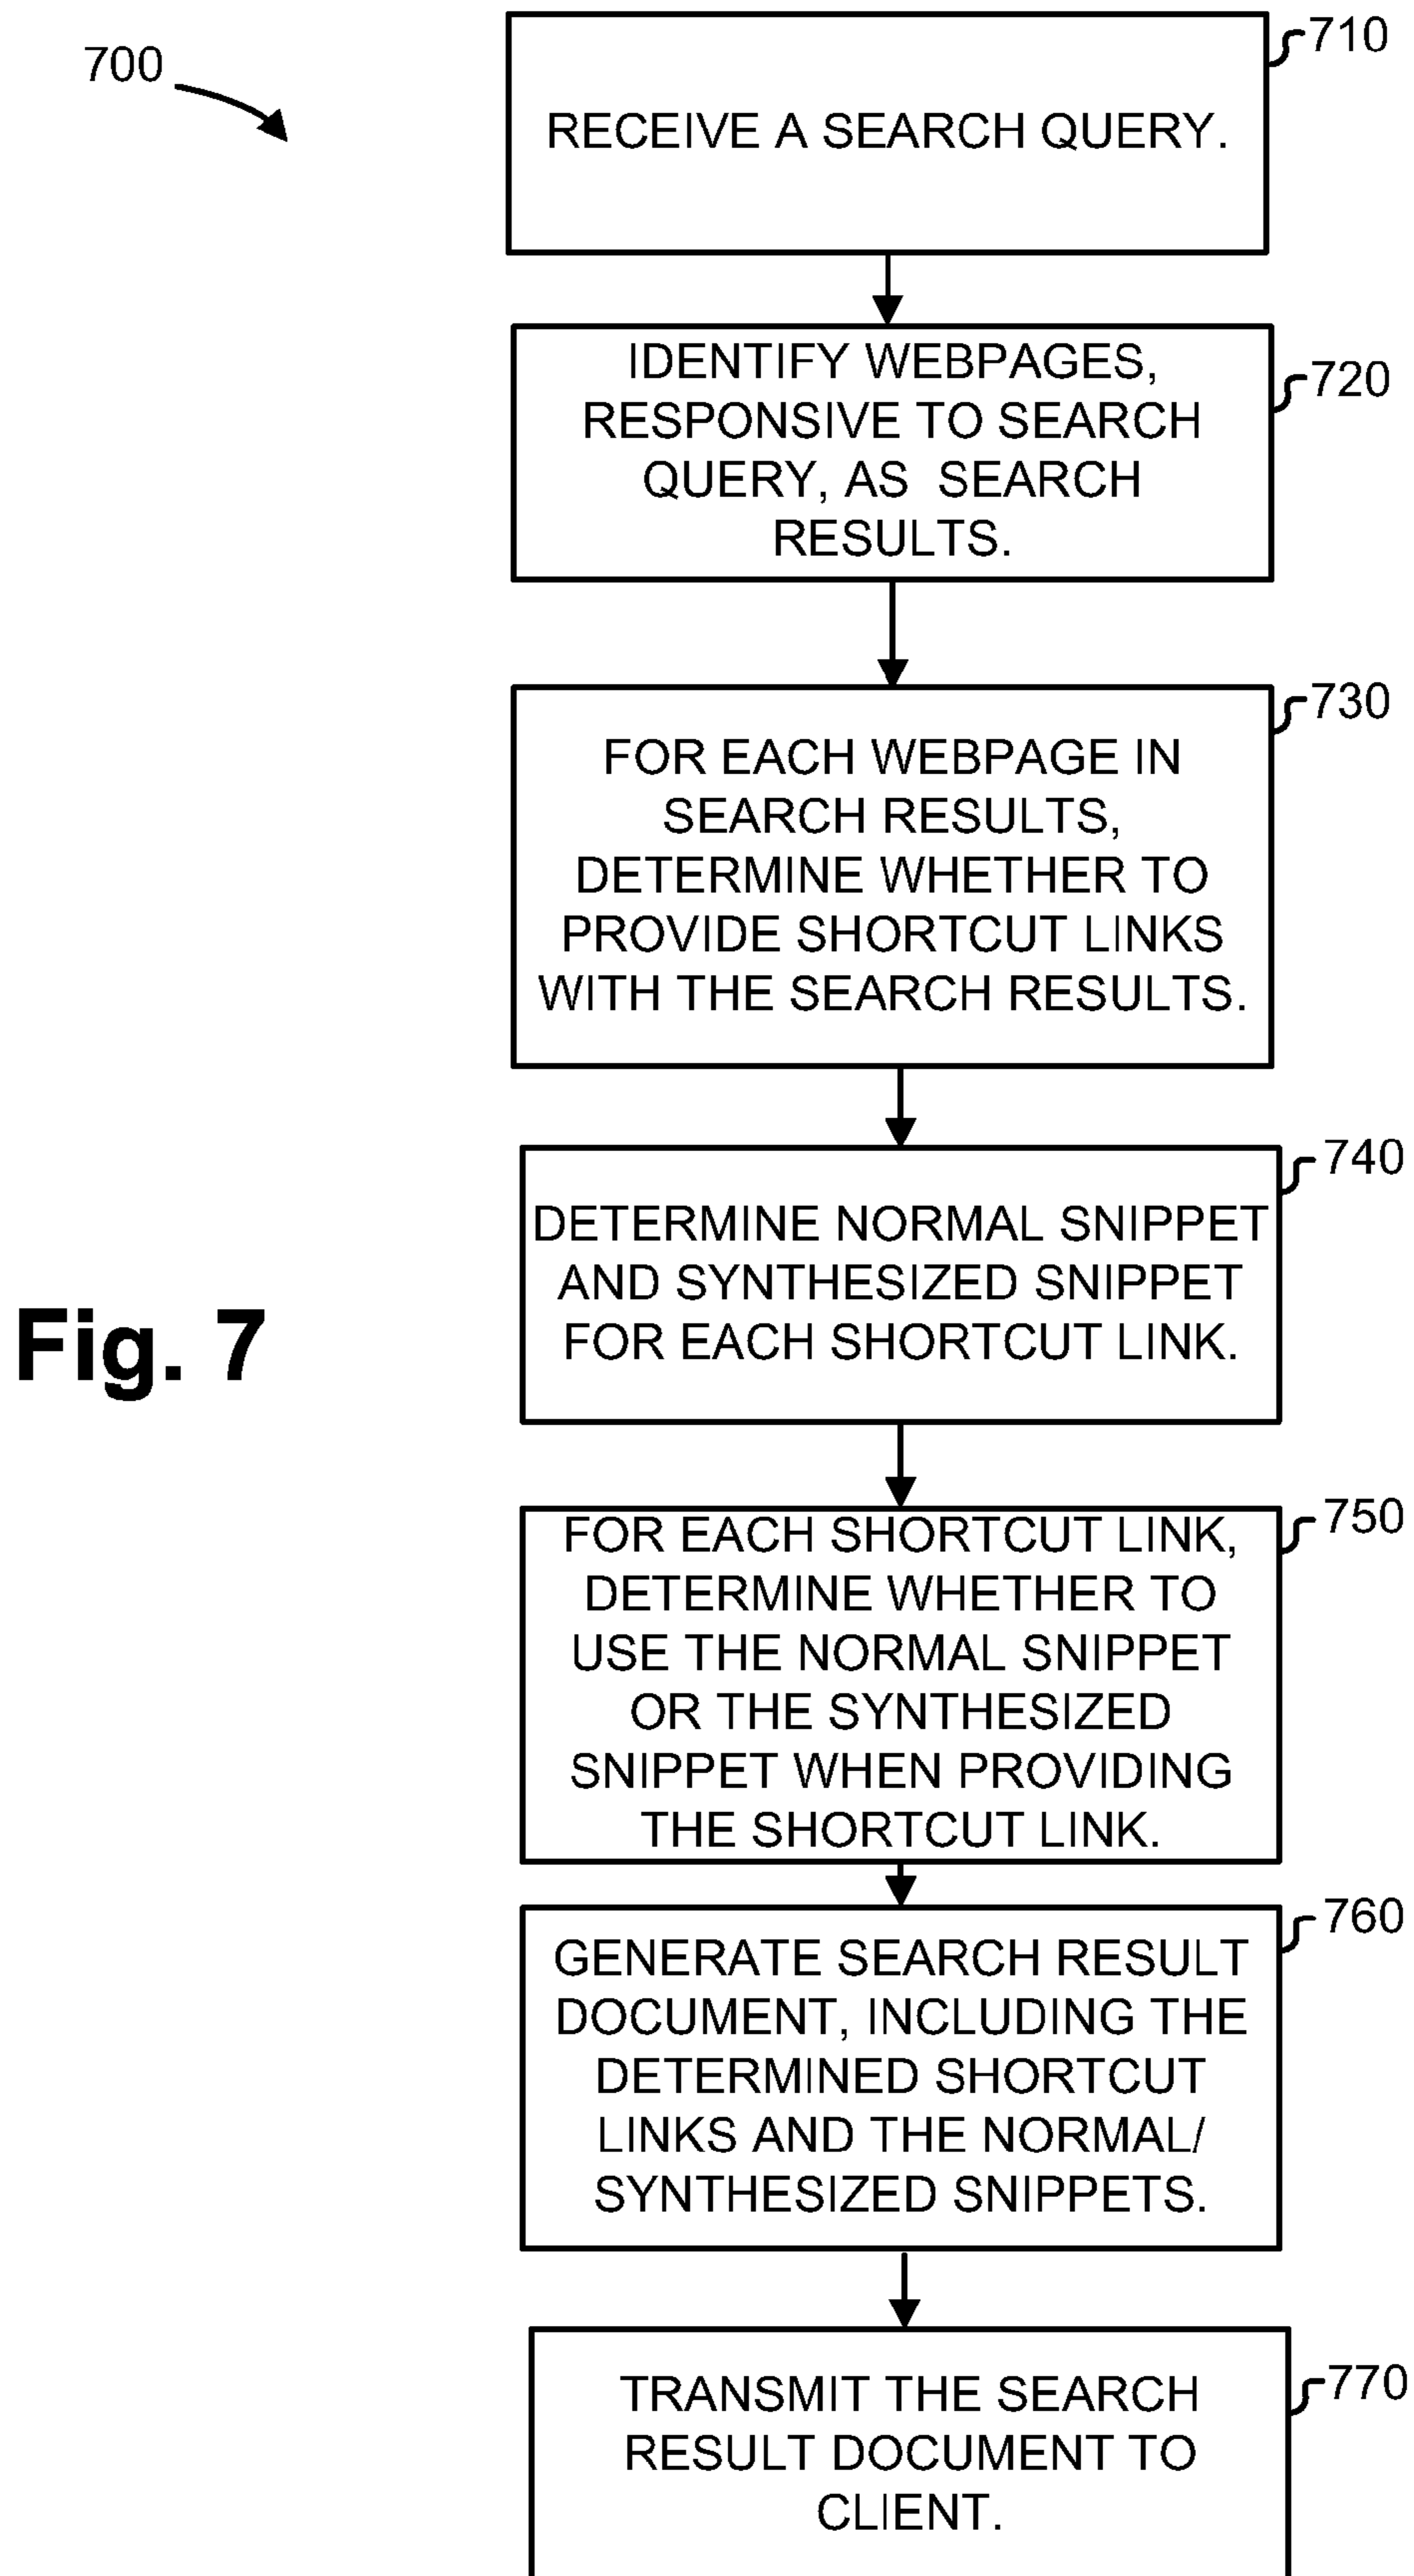 700
710
RECEIVE A SEARCH QUERY.
720
IDENTIFY WEBPAGES,
RESPONSIVE TO SEARCH
QUERY, AS SEARCH
RESULTS.
730
FOR EACH WEBPAGE IN
SEARCH RESULTS,
DETERMINE WHETHER TO
PROVIDE SHORTCUT LINKS
WITH THE SEARCH RESULTS.
740
DETERMINE NORMAL SNIPPET
AND SYNTHESIZED SNIPPET
FOR EACH SHORTCUT LINK.
Fig. 7
750
FOR EACH SHORTCUT LINK,
DETERMINE WHETHER TO
USE THE NORMAL SNIPPET
OR THE SYNTHESIZED
SNIPPET WHEN PROVIDING
THE SHORTCUT LINK.
760
GENERATE SEARCH RESULT
DOCUMENT, INCLUDING THE
DETERMINED SHORTCUT
LINKS AND THE NORMAL/
SYNTHESIZED SNIPPETS.
770
TRANSMIT THE SEARCH
RESULT DOCUMENT TO
CLIENT.